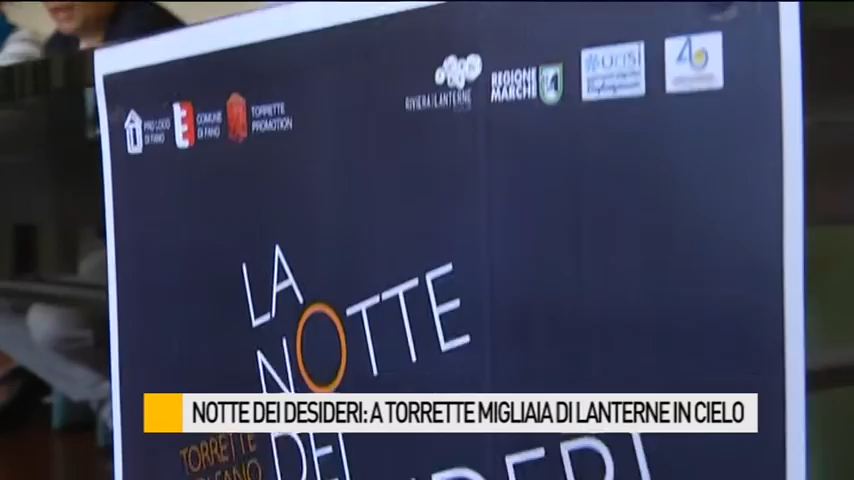 PRO LOCO
DI FANO
COMUNE
DI FANO
TORRETTE
PROMOTION
RIVIERA LANTERNE
REGIONE
MARCHE
LA
NOTTE
DEI
NOTTE DEI DESIDERI: A TORRETTE MIGLIAIA DI LANTERNE IN CIELO
TORRETTE